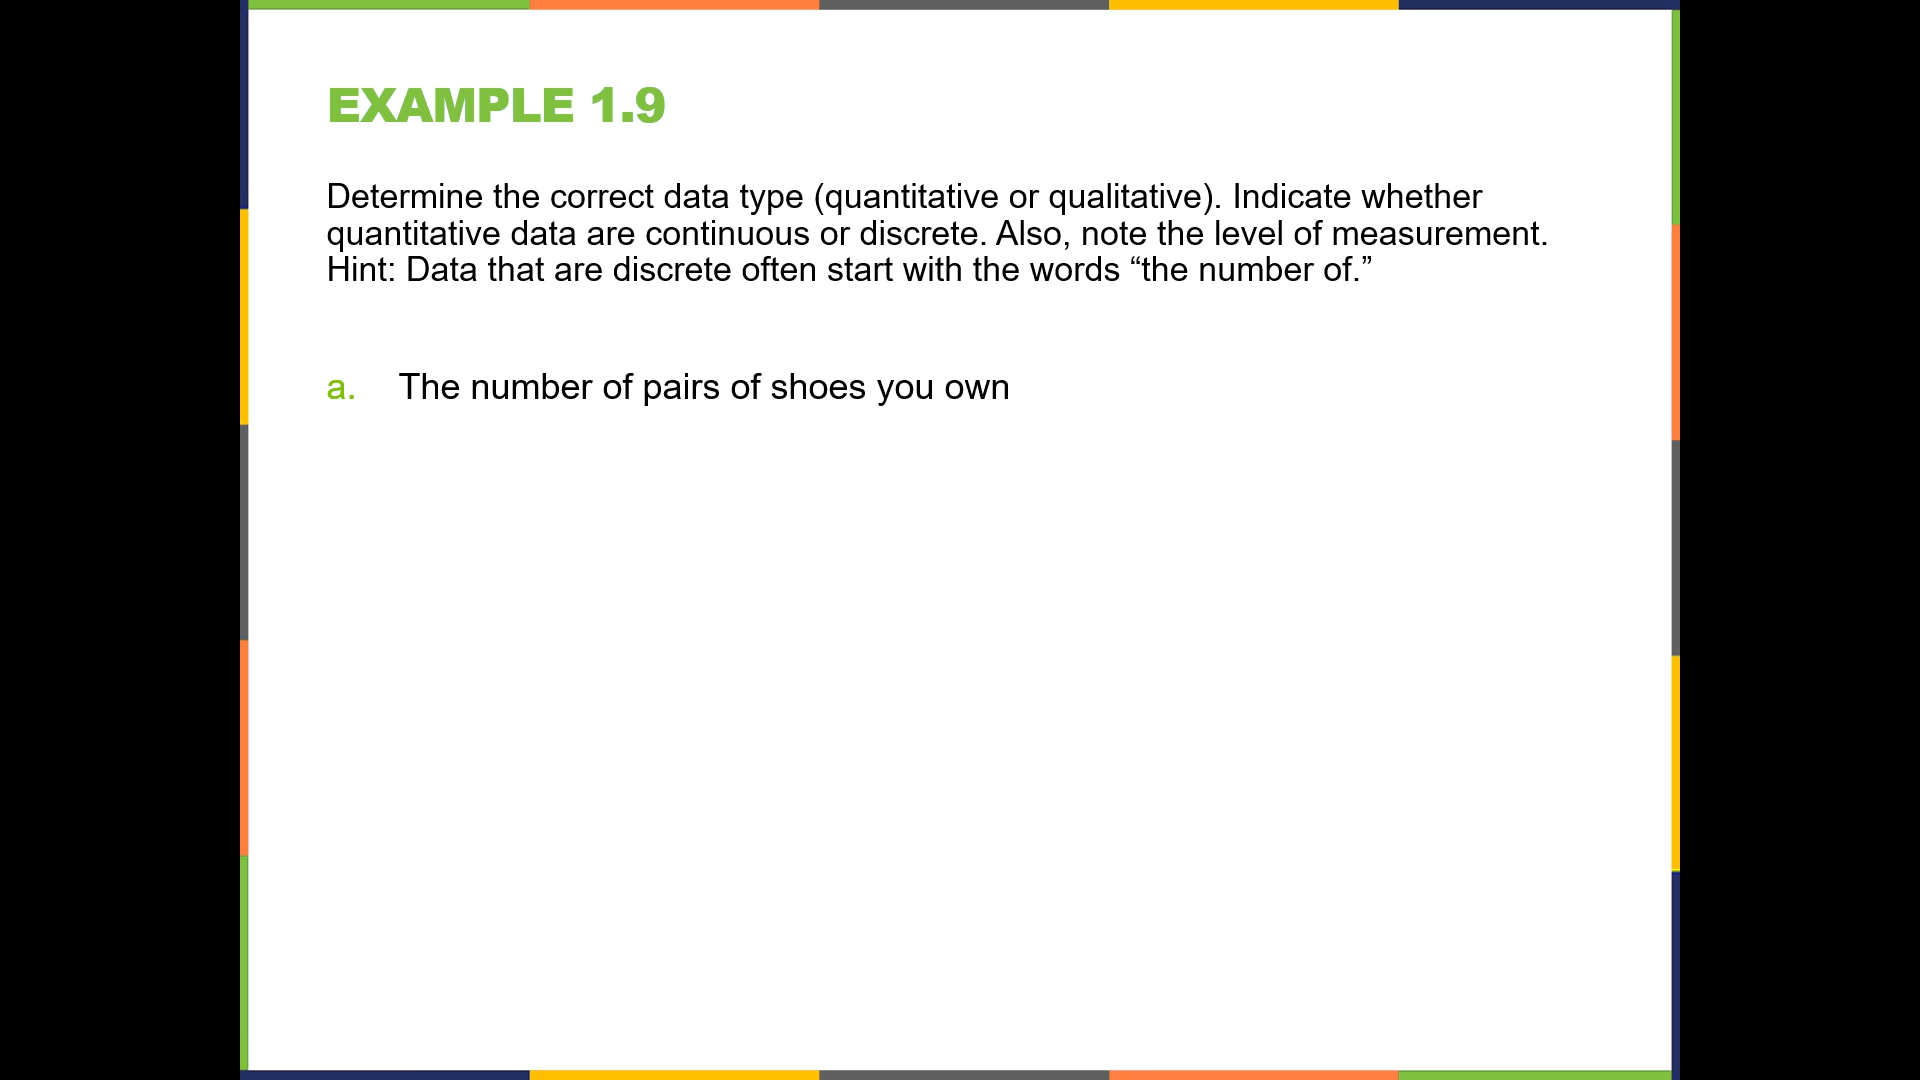 EXAMPLE 1.9
Determine the correct data type (quantitative or qualitative). Indicate whether
quantitative data are continuous or discrete. Also, note the level of measurement.
Hint: Data that are discrete often start with the words “the number of.”
a. The number of pairs of shoes you own